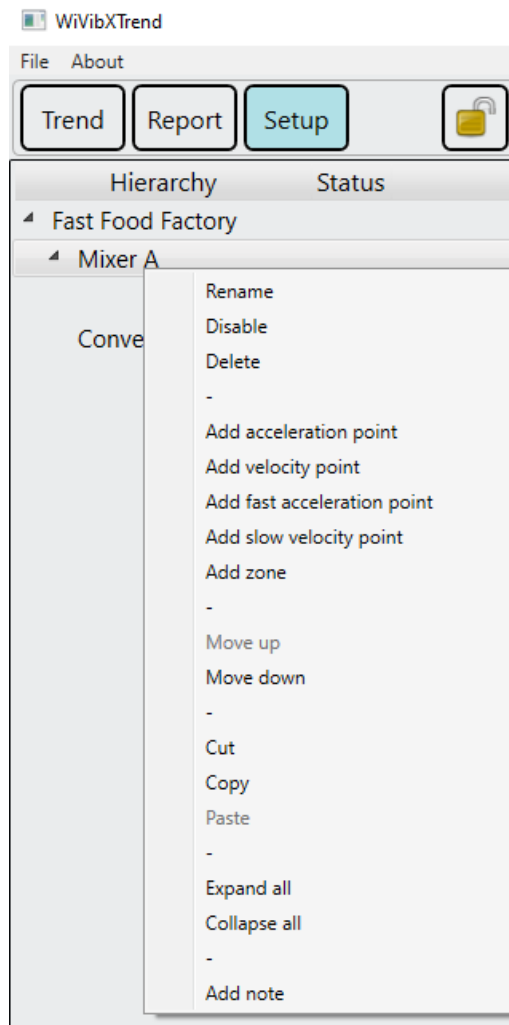 WiVibXTrend
File About
Trend Report Setup
Hierarchy Status
Fast Food Factory
Mixer A
Rename
Disable
Conve
Delete
-
Add acceleration point
Add velocity point
Add fast acceleration point
Add slow velocity point
Add zone
-
Move up
Move down
-
Cut
Copy
Paste
-
Expand all
Collapse all
-
Add note